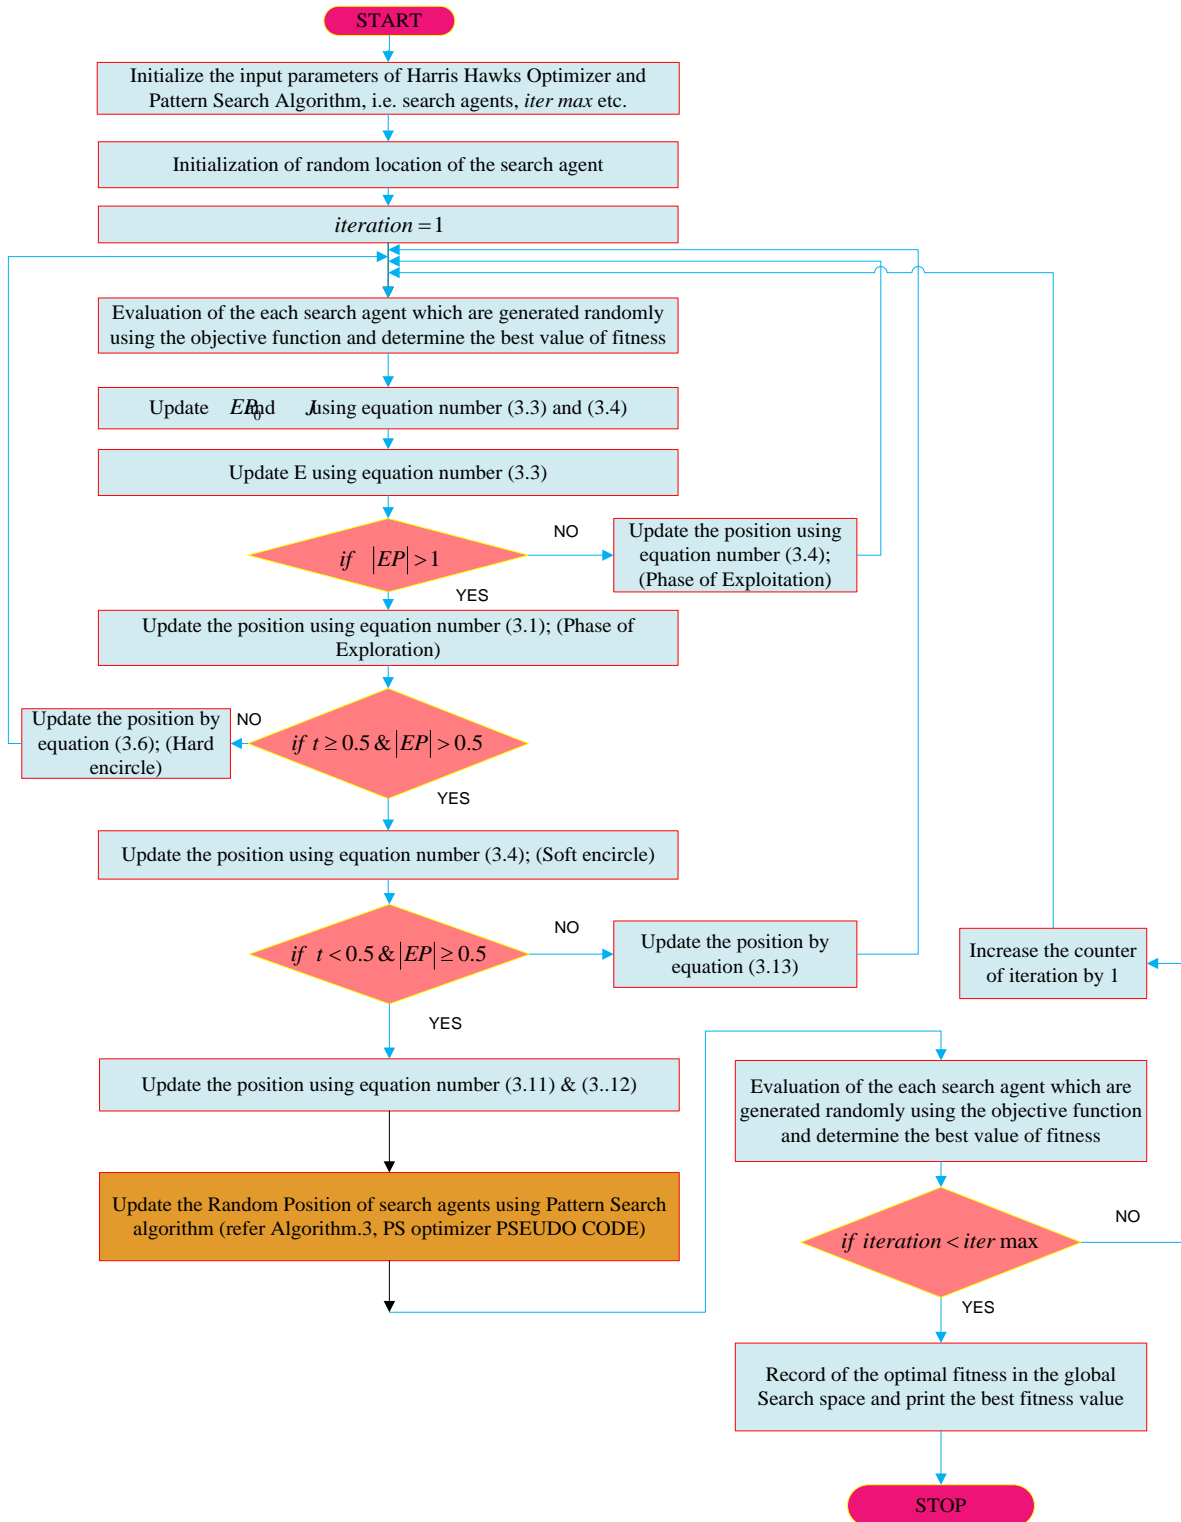 START
Initialize the input parameters of Harris Hawks Optimizer and
Pattern Search Algorithm, i.e. search agents, iter max etc.
Initialization of random location of the search agent
iteration = 1
Evaluation of the each search agent which are generated randomly
using the objective function and determine the best value of fitness
Update EP0 and J using equation number (3.3) and (3.4)
Update E using equation number (3.3)
if |EP| > 1
NO
Update the position using
equation number (3.4);
(Phase of Exploitation)
YES
Update the position using equation number (3.1); (Phase of
Exploration)
if t ≥ 0.5 & |EP| > 0.5
NO
Update the position by
equation (3.6); (Hard
encircle)
YES
Update the position using equation number (3.4); (Soft encircle)
if t < 0.5 & |EP| ≥ 0.5
NO
Update the position by
equation (3.13)
YES
Update the position using equation number (3.11) & (3..12)
Update the Random Position of search agents using Pattern Search
algorithm (refer Algorithm.3, PS optimizer PSEUDO CODE)
Increase the counter
of iteration by 1
Evaluation of the each search agent which are
generated randomly using the objective function
and determine the best value of fitness
if iteration < iter max
NO
YES
Record of the optimal fitness in the global
Search space and print the best fitness value
STOP